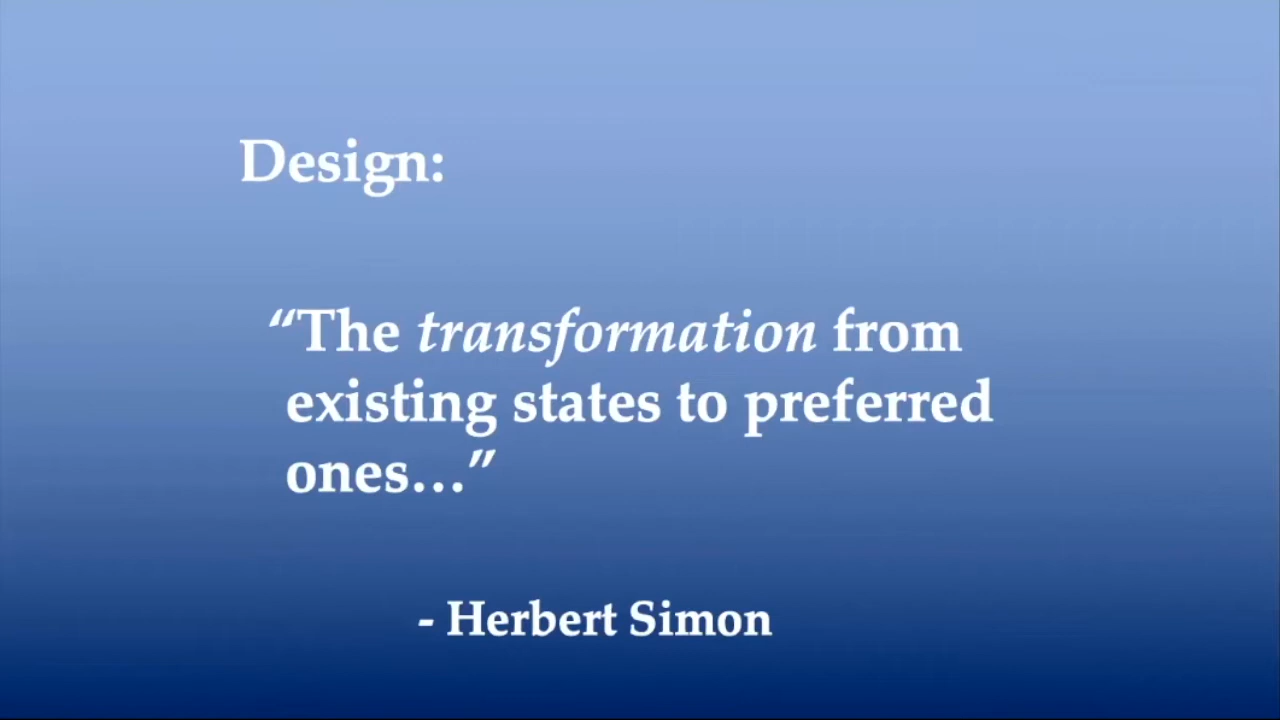 Design:
“The transformation from
existing states to preferred
ones…”
- Herbert Simon